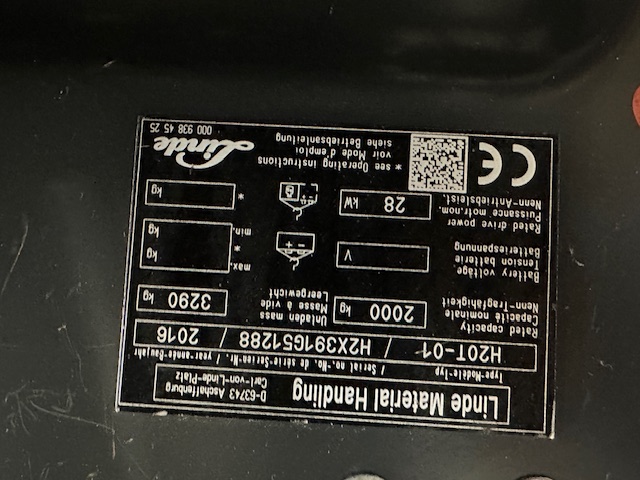 Linde Material Handling
D-63743 Aschaffenburg
Carl-von-Linde-Platz
Type-Modele-Typ / Serial no.-No. de série-Serien-Nr. / year-année-Baujahr
H20T-01 / H2X391G51288 / 2016
Rated capacity
Capacité nominale
Nenn-Tragfähigkeit
2000 kg
Unladen mass
Masse à vide
Leergewicht
3290 kg
Battery voltage
Tension batterie
Batteriespannung
V
- +
max.
min.
kg
kg
Rated drive power
Puissance motr.nom.
Nenn-Antriebsleist.
28 kW
*
kg
CE
* see Operating instructions
voir Mode d'emploi
siehe Betriebsanleitung
Linde
000 938 45 25